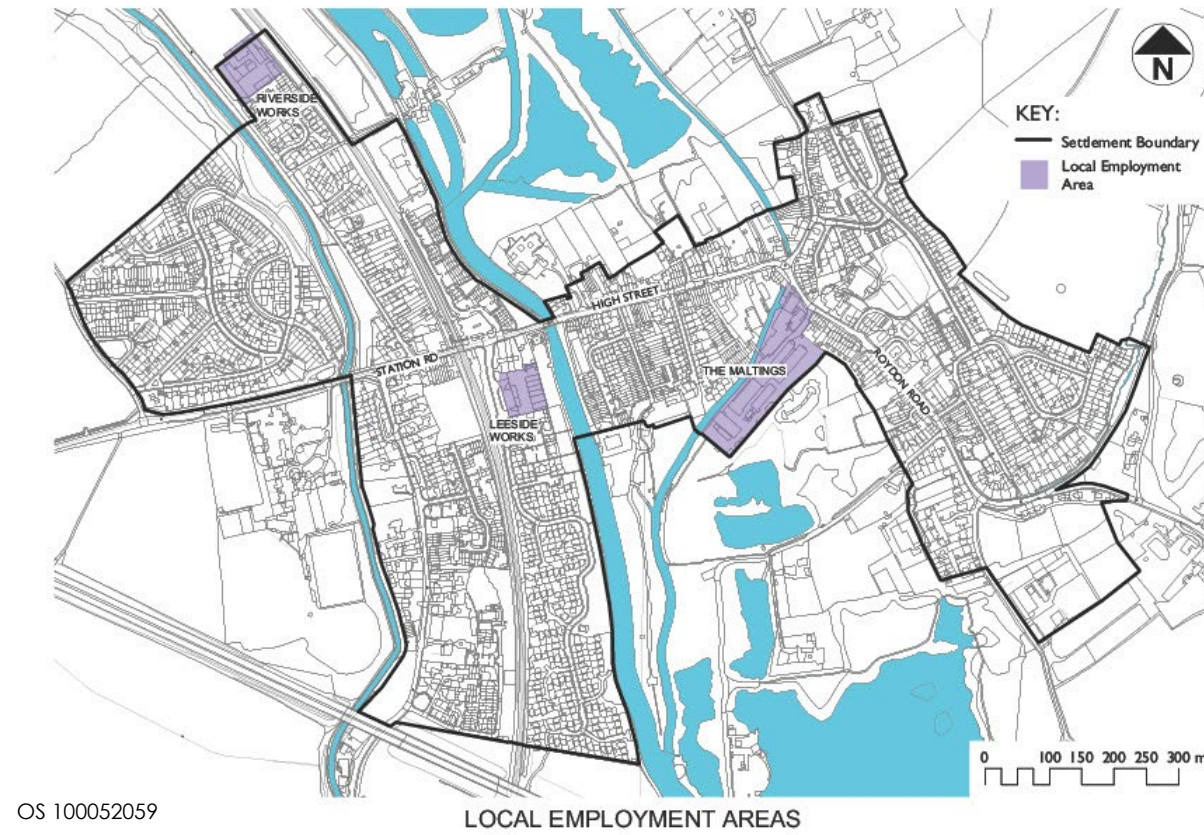 N
KEY:
Settlement Boundary
Local Employment
Area
RIVERSIDE
WORKS
HIGH STREET
STATION RD
THE MALTINGS
ROYDON ROAD
LEESIDE
WORKS
0 100 150 200 250 300 m
OS 100052059
LOCAL EMPLOYMENT AREAS